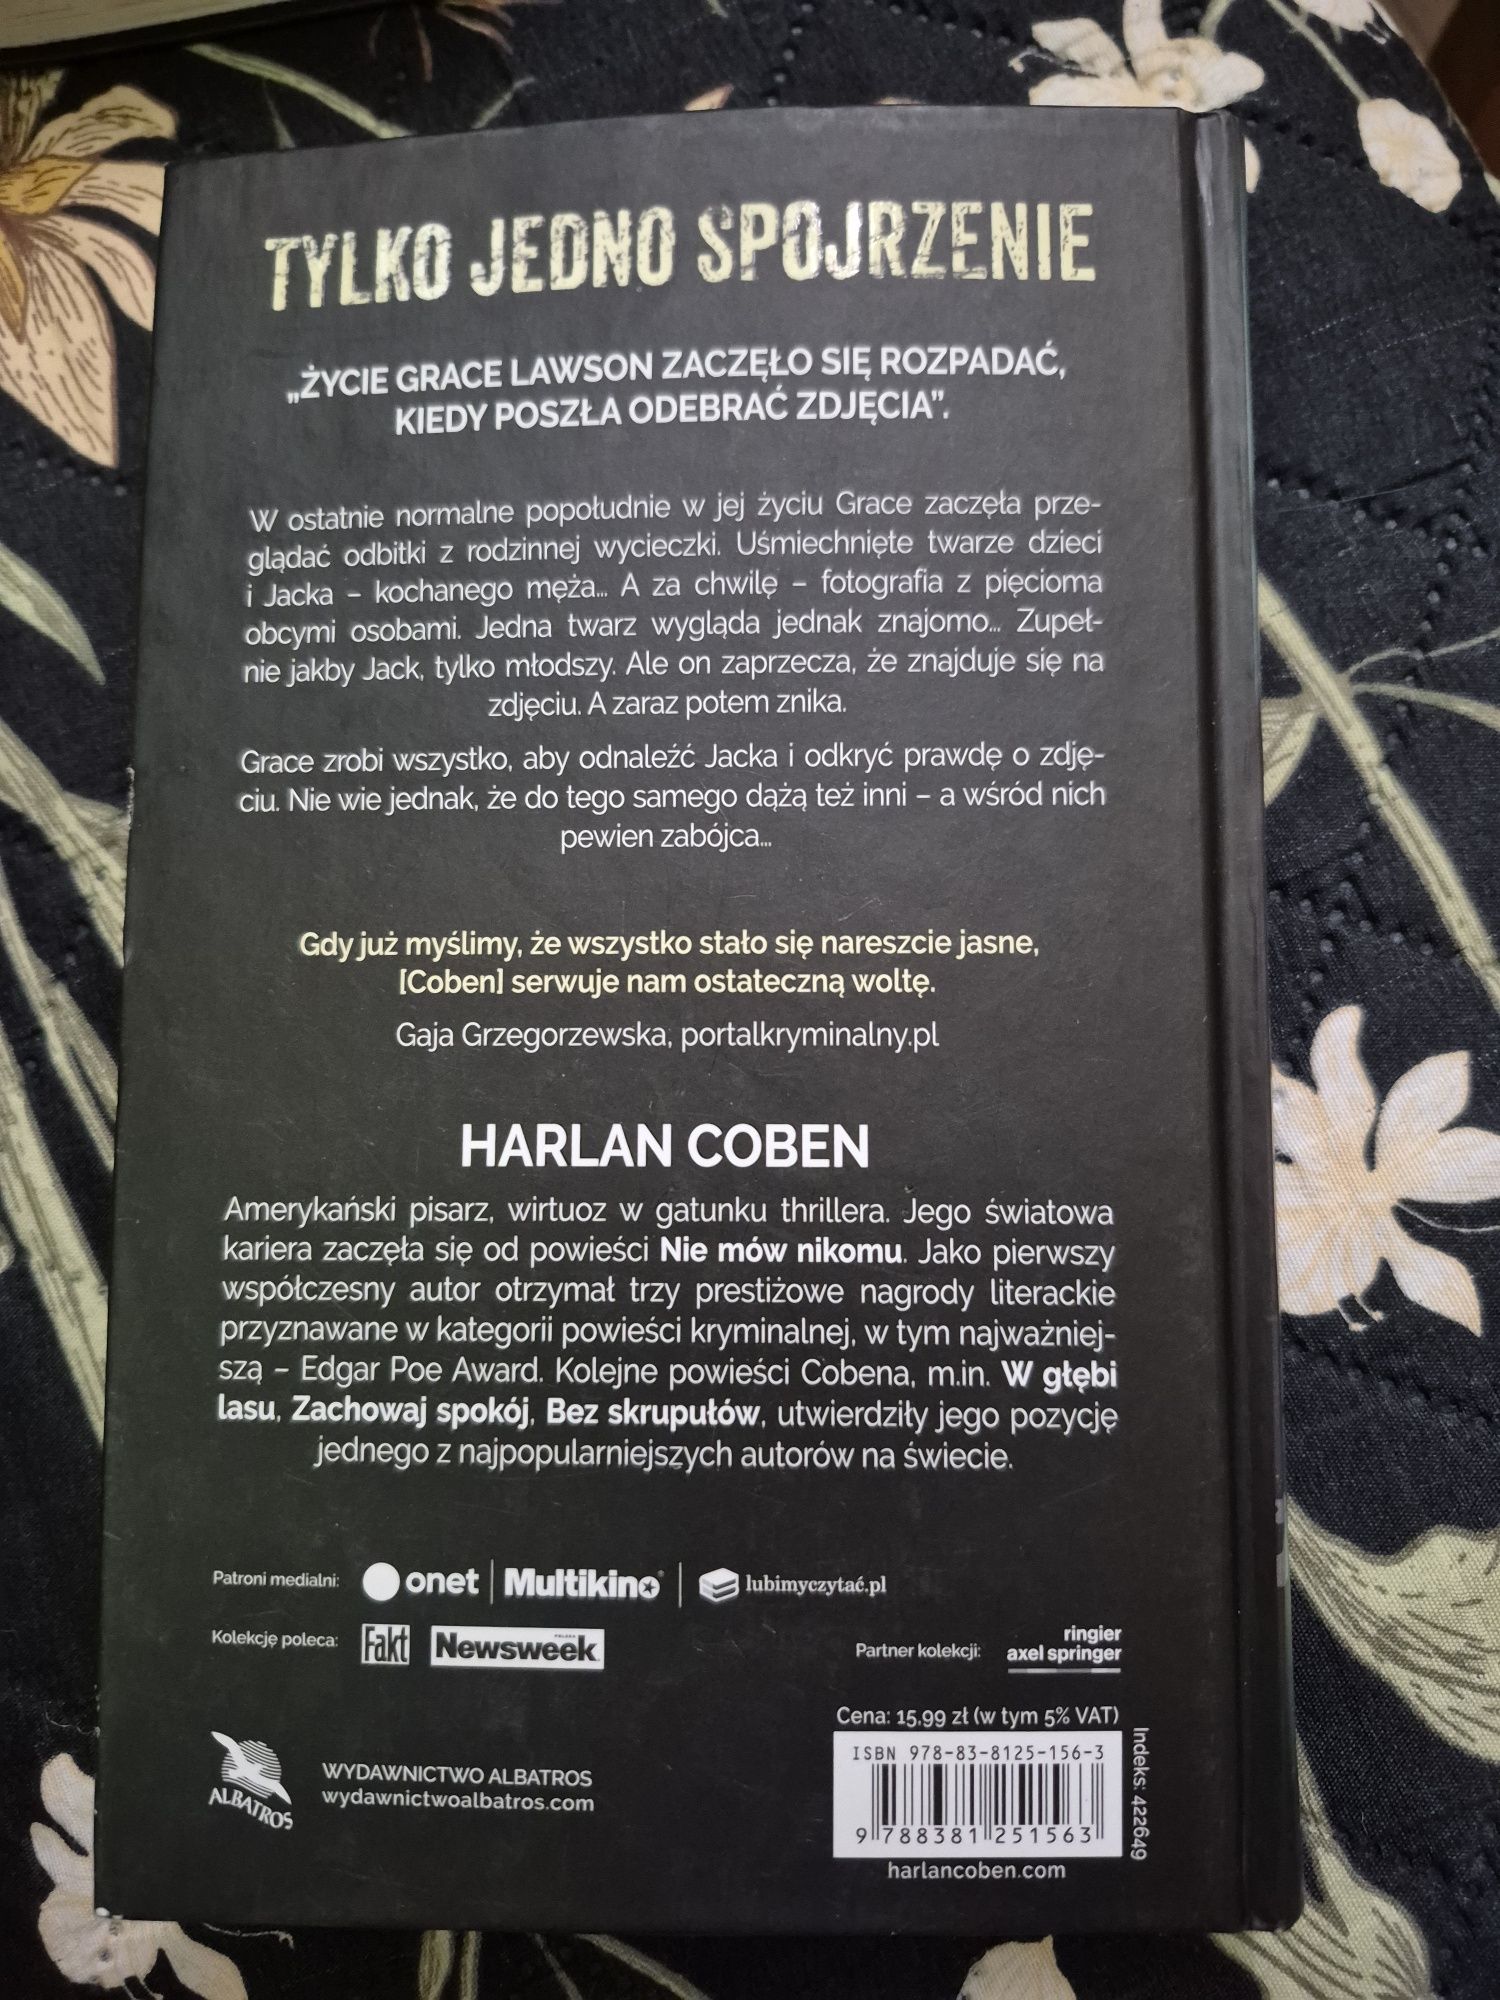 TYLKO JEDNO SPOJRZENIE
„ŻYCIE GRACE LAWSON ZACZĘŁO SIĘ ROZPADAĆ,
KIEDY POSZŁA ODEBRAĆ ZDJĘCIA”.
W ostatnie normalne popołudnie w jej życiu Grace zaczęła prze-
glądać odbitki z rodzinnej wycieczki. Uśmiechnięte twarze dzieci
i Jacka – kochanego męża... A za chwilę – fotografia z pięcioma
obcymi osobami. Jedna twarz wygląda jednak znajomo... Zupeł-
nie jakby Jack, tylko młodszy. Ale on zaprzecza, że znajduje się na
zdjęciu. A zaraz potem znika.
Grace zrobi wszystko, aby odnaleźć Jacka i odkryć prawdę o zdję-
ciu. Nie wie jednak, że do tego samego dążą też inni – a wśród nich
pewien zabójca...
Gdy już myślimy, że wszystko stało się nareszcie jasne,
[Coben] serwuje nam ostateczną woltę.
Gaja Grzegorzewska, portalkryminalny.pl
HARLAN COBEN
Amerykański pisarz, wirtuoz w gatunku thrillera. Jego światowa
kariera zaczęła się od powieści Nie mów nikomu. Jako pierwszy
współczesny autor otrzymał trzy prestiżowe nagrody literackie
przyznawane w kategorii powieści kryminalnej, w tym najważniej-
szą – Edgar Poe Award. Kolejne powieści Cobena, m.in. W głębi
lasu, Zachowaj spokój, Bez skrupułów, utwierdziły jego pozycję
jednego z najpopularniejszych autorów na świecie.
Patroni medialni: onet Multikino lubimyczytać.pl
Kolekcję poleca: Fakt Newsweek POLSKA
Partner kolekcji: ringier
axel springer
Cena: 15,99 zł (w tym 5% VAT)
ISBN 978-83-8125-156-3
9 788381 251563
Indeks: 422649
harlancoben.com
ALBATROS
WYDAWNICTWO ALBATROS
wydawnictwoalbatros.com